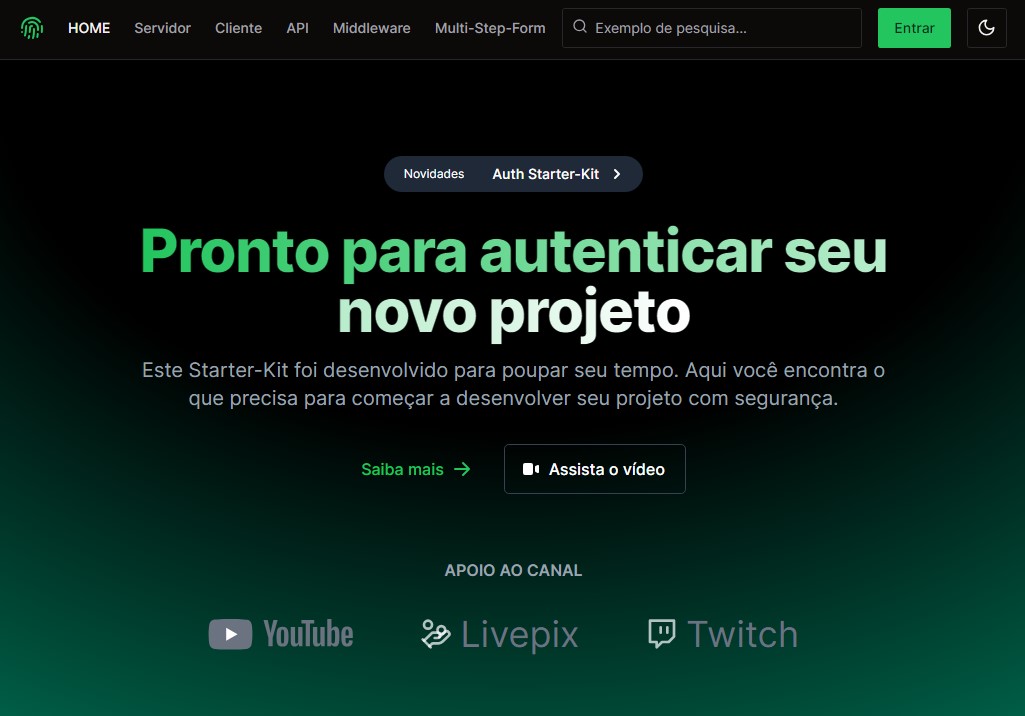 HOME Servidor Cliente API Middleware Multi-Step-Form Exemplo de pesquisa... Entrar
Novidades Auth Starter-Kit
Pronto para autenticar seu
novo projeto
Este Starter-Kit foi desenvolvido para poupar seu tempo. Aqui você encontra o
que precisa para começar a desenvolver seu projeto com segurança.
Saiba mais Assista o vídeo
APOIO AO CANAL
YouTube Livepix Twitch